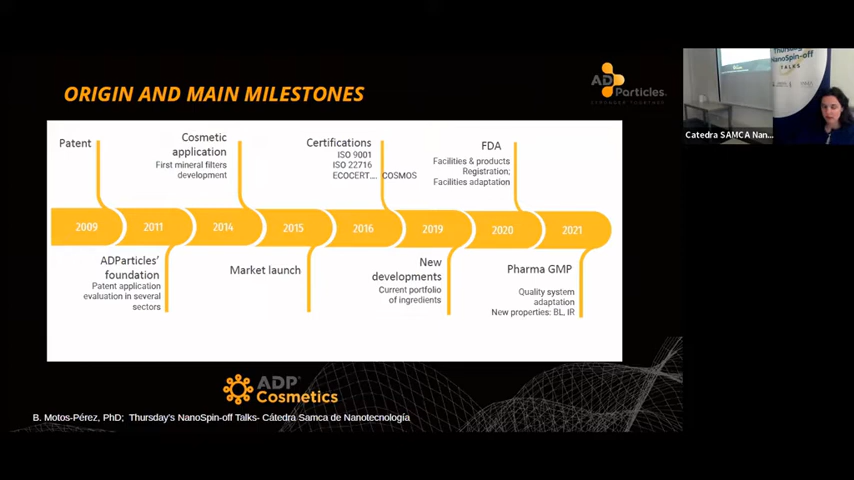 ORIGIN AND MAIN MILESTONES
ADParticles.
STRONGER TOGETHER
Patent
Cosmetic
application
First mineral filters
development
Certifications
ISO 9001
ISO 22716
ECOCERT.... COSMOS
FDA
Facilities & products
Registration;
Facilities adaptation
2009
2011
2014
2015
2016
2019
2020
2021
ADParticles'
foundation
Patent application
evaluation in several
sectors
Market launch
New
developments
Current portfolio
of ingredients
Pharma GMP
Quality system
adaptation
New properties: BL, IR
ADP
Cosmetics
B. Motos-Pérez, PhD; Thursday's NanoSpin-off Talks- Cátedra Samca de Nanotecnología
Thursday
NanoSpin-off
TALKS
Catedra SAMCA Nan...